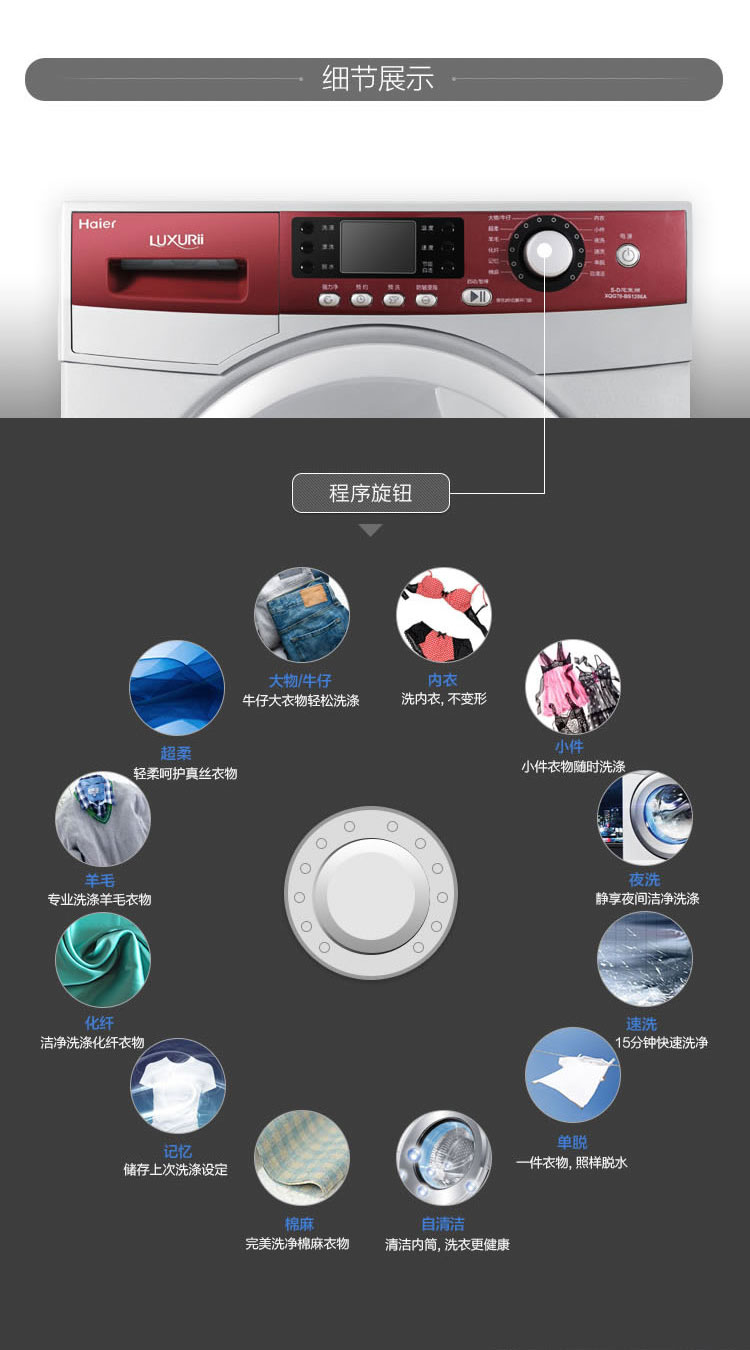 细节展示
Haier
LUXURii
洗涤
漂洗
脱水
温度
速度
节能
自洁
强力净
预约
预洗
防皱浸泡
启动/暂停
大物/牛仔
超柔
羊毛
化纤
记忆
棉麻
内衣
小件
夜洗
速洗
单脱
自清洁
电源
程序旋钮
大物/牛仔
牛仔大衣物轻松洗涤
内衣
洗内衣, 不变形
超柔
轻柔呵护真丝衣物
小件
小件衣物随时洗涤
羊毛
专业洗涤羊毛衣物
夜洗
静享夜间洁净洗涤
化纤
洁净洗涤化纤衣物
速洗
15分钟快速洗净
记忆
储存上次洗涤设定
单脱
一件衣物, 照样脱水
棉麻
完美洗净棉麻衣物
自清洁
清洁内筒, 洗衣更健康